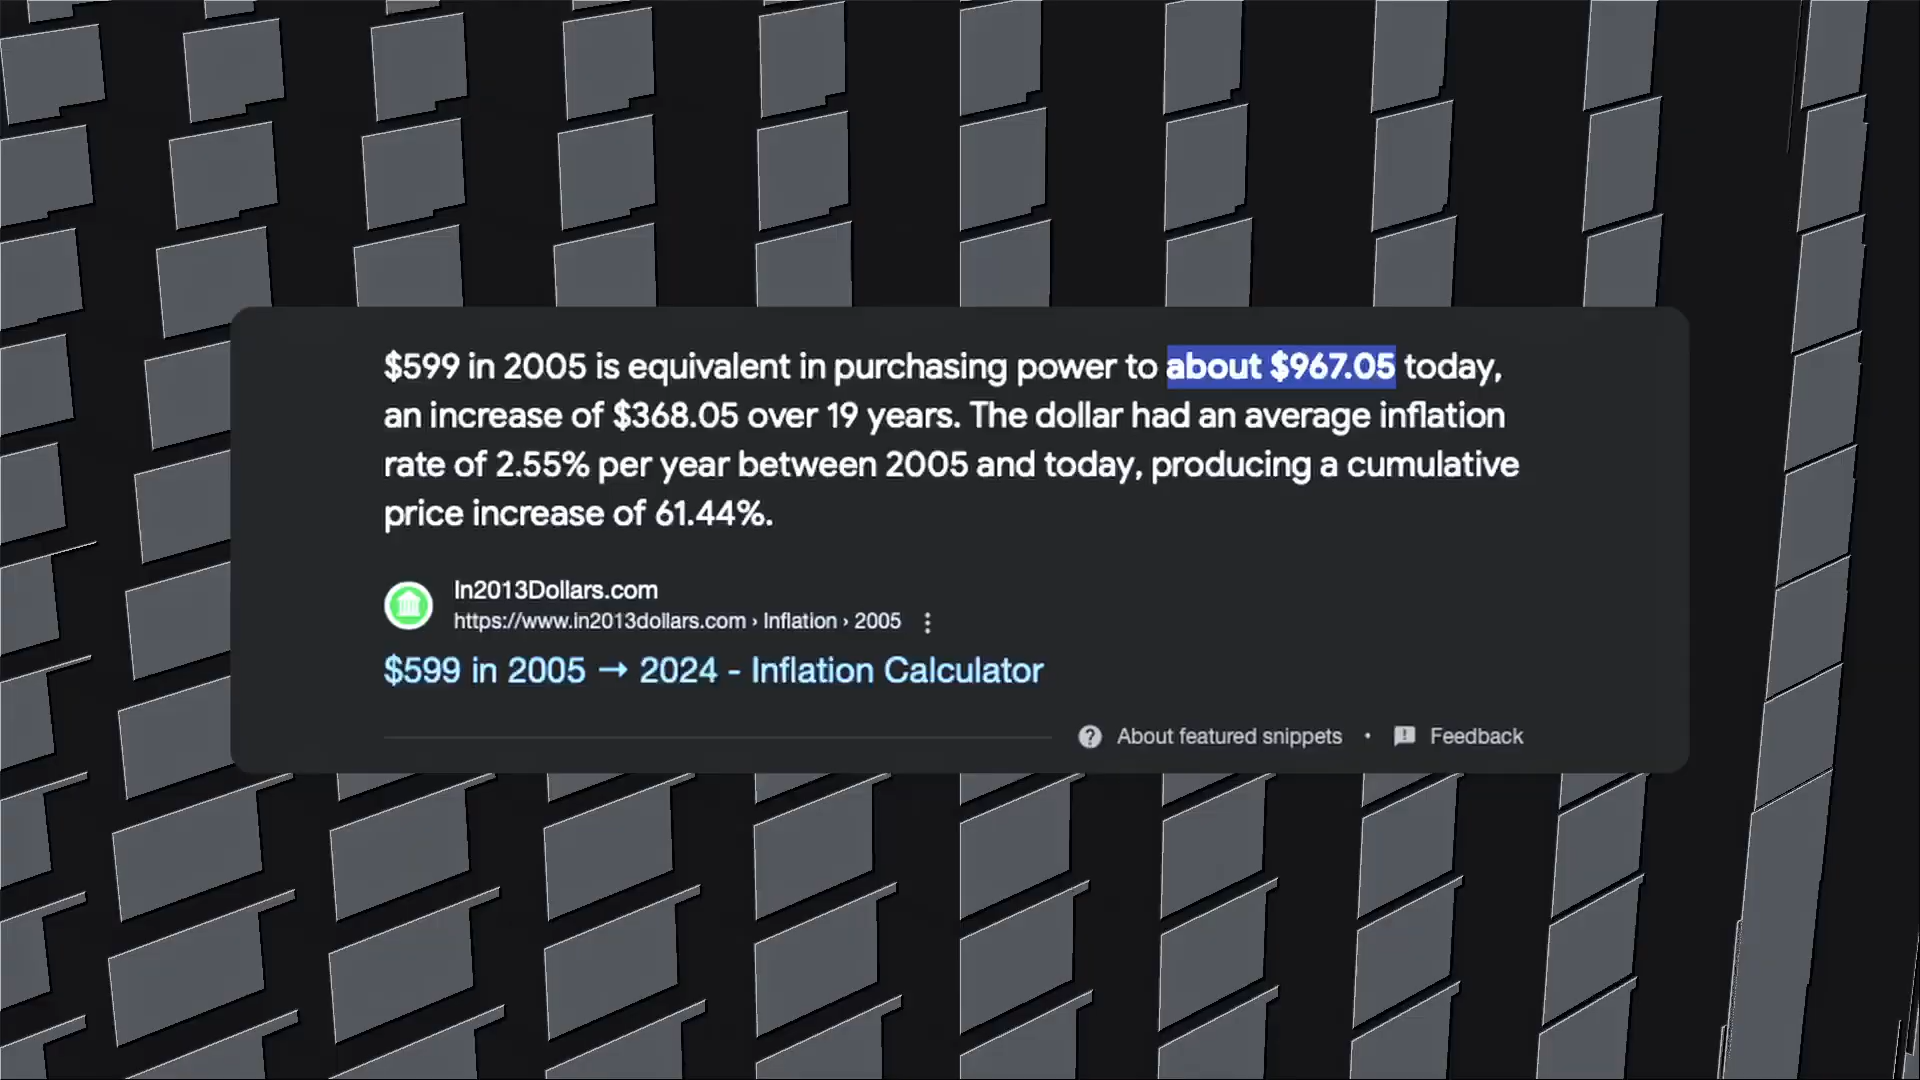 $599 in 2005 is equivalent in purchasing power to about $967.05 today,
an increase of $368.05 over 19 years. The dollar had an average inflation
rate of 2.55% per year between 2005 and today, producing a cumulative
price increase of 61.44%.
In2013Dollars.com
https://www.in2013dollars.com › Inflation › 2005
$599 in 2005 → 2024 - Inflation Calculator
About featured snippets • Feedback